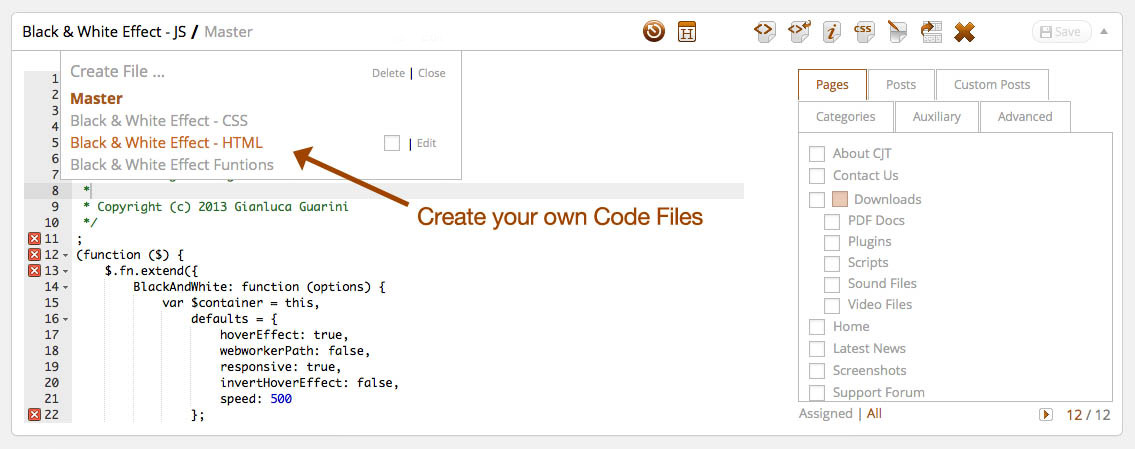 Black & White Effect - JS / Master
H
<>
<>
i
css
Save
Create File ...
Delete | Close
Master
Black & White Effect - CSS
Black & White Effect - HTML
| Edit
Black & White Effect Funtions
Create your own Code Files
1
2
3
4
5
6
7
8 *
9 * Copyright (c) 2013 Gianluca Guarini
10 */
11 ;
12 (function ($) {
13 $.fn.extend({
14 BlackAndWhite: function (options) {
15 var $container = this,
16 defaults = {
17 hoverEffect: true,
18 webworkerPath: false,
19 responsive: true,
20 invertHoverEffect: false,
21 speed: 500
22 };
Pages
Posts
Custom Posts
Categories
Auxiliary
Advanced
About CJT
Contact Us
Downloads
PDF Docs
Plugins
Scripts
Sound Files
Video Files
Home
Latest News
Screenshots
Support Forum
Assigned | All
12 / 12